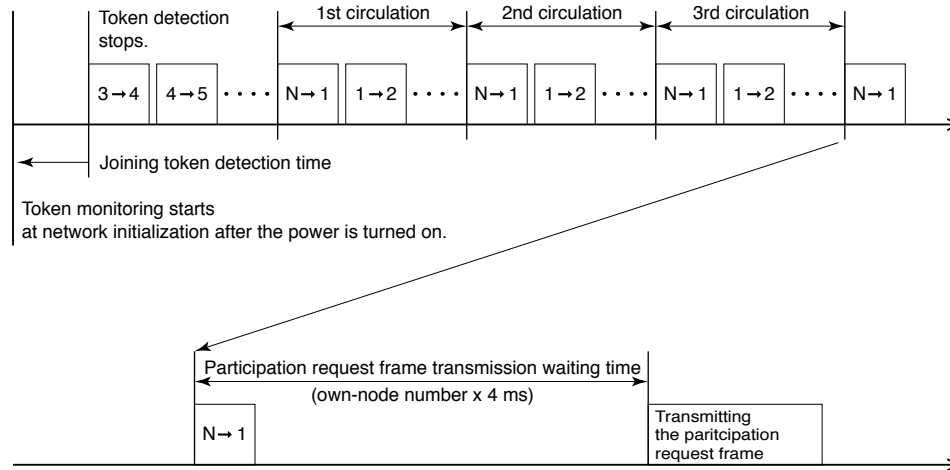 Token detection
stops.
1st circulation
2nd circulation
3rd circulation
3→4
4→5
· · · ·
N→1
1→2
· · · ·
N→1
1→2
· · · ·
N→1
1→2
· · · ·
N→1
Joining token detection time
Token monitoring starts
at network initialization after the power is turned on.
Participation request frame transmission waiting time
(own-node number x 4 ms)
N→1
Transmitting
the paritcipation
request frame